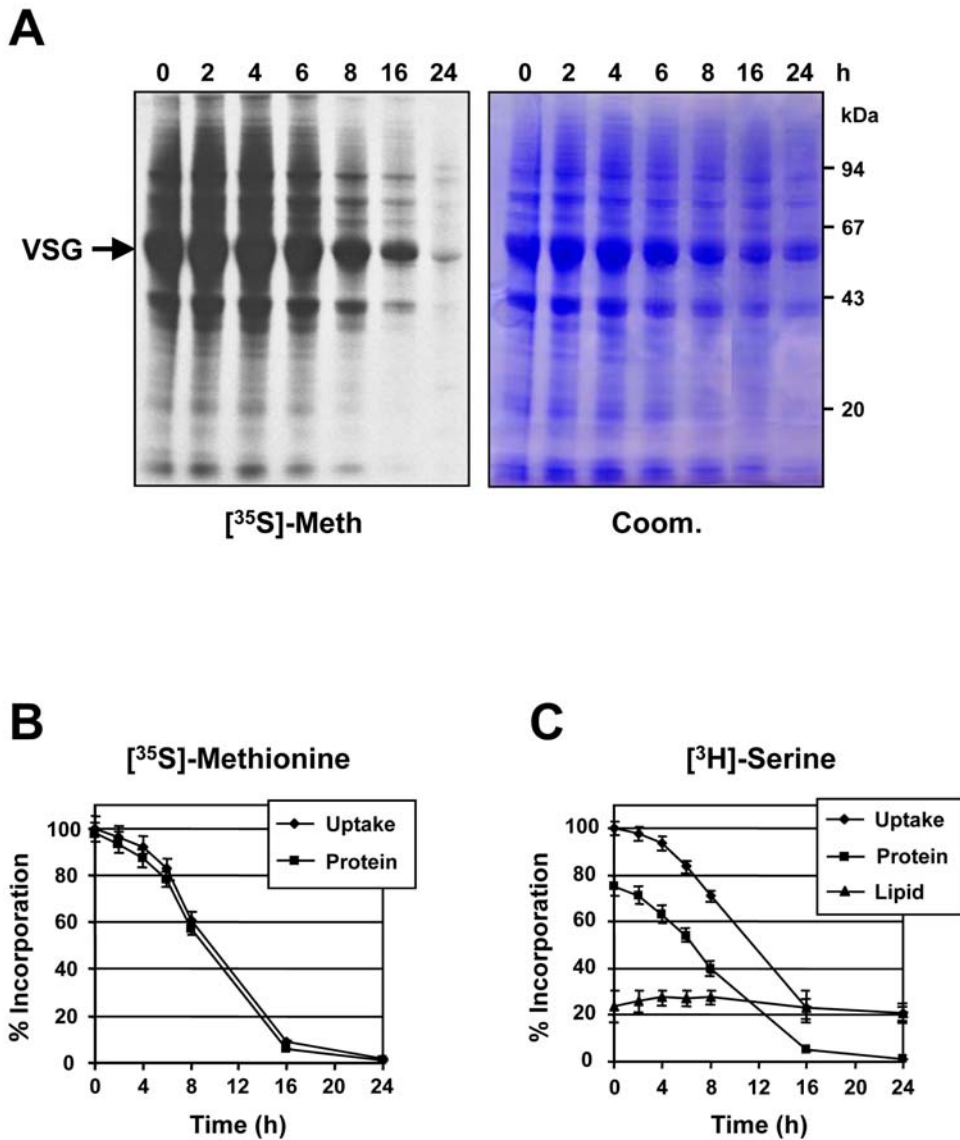 A
0 2 4 6 8 16 24 0 2 4 6 8 16 24 h
kDa
94
67
VSG
43
20
[³⁵S]-Meth Coom.
B C
[³⁵S]-Methionine [³H]-Serine
Uptake
Protein
Uptake
Protein
Lipid
% Incorporation
100
80
60
40
20
0
0 4 8 12 16 20 24
Time (h)
% Incorporation
100
80
60
40
20
0
0 4 8 12 16 20 24
Time (h)